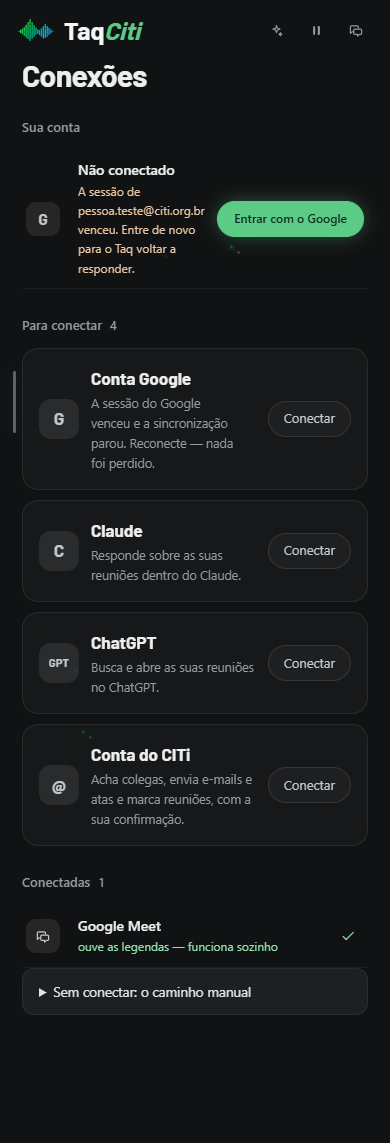 TaqCiti
Conexões
Sua conta
G
Não conectado
A sessão de
pessoa.teste@citi.org.br
venceu. Entre de novo
para o Taq voltar a
responder.
Entrar com o Google
Para conectar 4
G
Conta Google
A sessão do Google
venceu e a sincronização
parou. Reconecte — nada
foi perdido.
Conectar
C
Claude
Responde sobre as suas
reuniões dentro do Claude.
Conectar
GPT
ChatGPT
Busca e abre as suas reuniões
no ChatGPT.
Conectar
@
Conta do CITi
Acha colegas, envia e-mails e
atas e marca reuniões, com a
sua confirmação.
Conectar
Conectadas 1
Google Meet
ouve as legendas — funciona sozinho
Sem conectar: o caminho manual